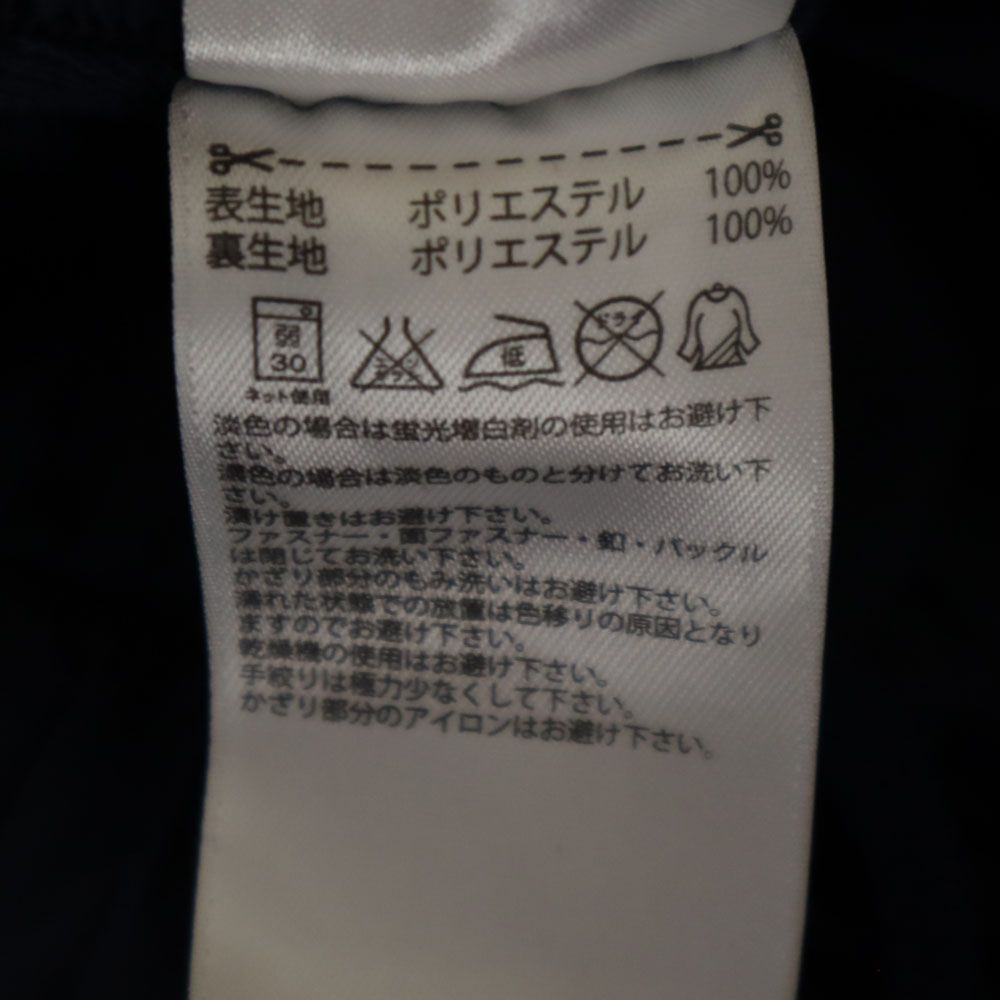 表生地 ポリエステル 100%
裏生地 ポリエステル 100%
弱
30
ネット使用
エンソ
サラシ
低
ドライ
淡色の場合は蛍光増白剤の使用はお避け下
さい。
濃色の場合は淡色のものと分けてお洗い下
さい。
漬け置きはお避け下さい。
ファスナー・面ファスナー・釦・バックル
は閉じてお洗い下さい。
かざり部分のもみ洗いはお避け下さい。
濡れた状態での放置は色移りの原因となり
ますのでお避け下さい。
乾燥機の使用はお避け下さい。
手絞りは極力少なくして下さい。
かざり部分のアイロンはお避け下さい。